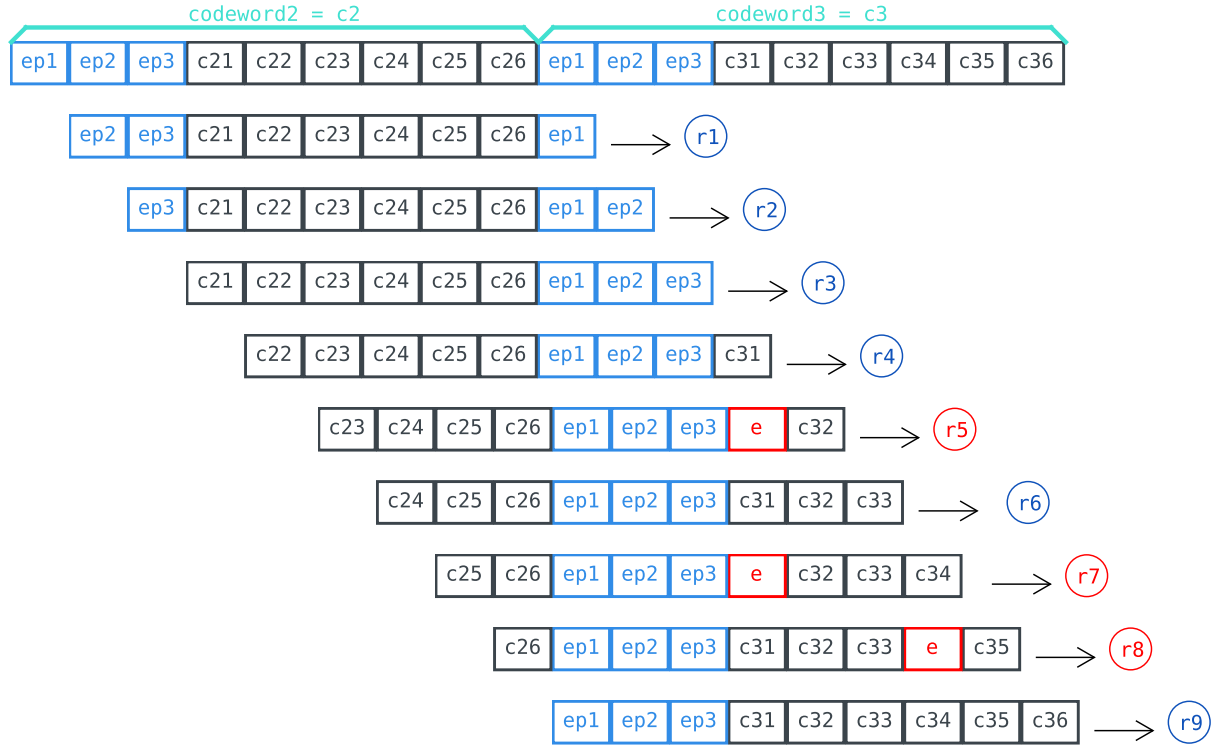 codeword2 = c2 codeword3 = c3
ep1 ep2 ep3 c21 c22 c23 c24 c25 c26 ep1 ep2 ep3 c31 c32 c33 c34 c35 c36
ep2 ep3 c21 c22 c23 c24 c25 c26 ep1 r1
ep3 c21 c22 c23 c24 c25 c26 ep1 ep2 r2
c21 c22 c23 c24 c25 c26 ep1 ep2 ep3 r3
c22 c23 c24 c25 c26 ep1 ep2 ep3 c31 r4
c23 c24 c25 c26 ep1 ep2 ep3 e c32 r5
c24 c25 c26 ep1 ep2 ep3 c31 c32 c33 r6
c25 c26 ep1 ep2 ep3 e c32 c33 c34 r7
c26 ep1 ep2 ep3 c31 c32 c33 e c35 r8
ep1 ep2 ep3 c31 c32 c33 c34 c35 c36 r9